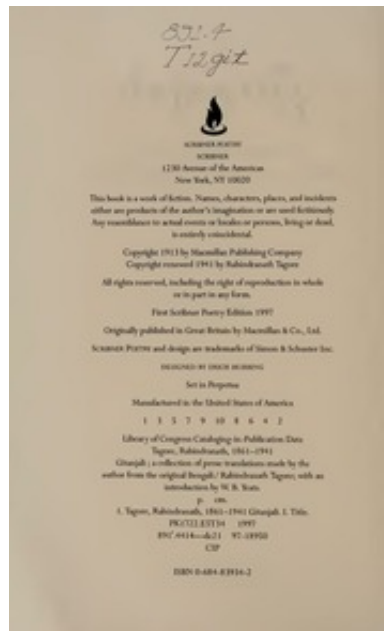 891.4
T12git
SCRIBNER POETRY
SCRIBNER
1230 Avenue of the Americas
New York, NY 10020
This book is a work of fiction. Names, characters, places, and incidents
either are products of the author's imagination or are used fictitiously.
Any resemblance to actual events or locales or persons, living or dead,
is entirely coincidental.
Copyright 1913 by Macmillan Publishing Company
Copyright renewed 1941 by Rabindranath Tagore
All rights reserved, including the right of reproduction in whole
or in part in any form.
First Scribner Poetry Edition 1997
Originally published in Great Britain by Macmillan & Co., Ltd.
SCRIBNER POETRY and design are trademarks of Simon & Schuster Inc.
DESIGNED BY ERICH HOBBING
Set in Perpetua
Manufactured in the United States of America
1 3 5 7 9 10 8 6 4 2
Library of Congress Cataloging-in-Publication Data
Tagore, Rabindranath, 1861–1941
Gitanjali : a collection of prose translations made by the
author from the original Bengali / Rabindranath Tagore; with an
introduction by W. B. Yeats.
p. cm.
I. Tagore, Rabindranath, 1861–1941 Gitanjali. I. Title.
1997
891'.4414—dc21 97-18950
CIP
ISBN 0-684-83934-2